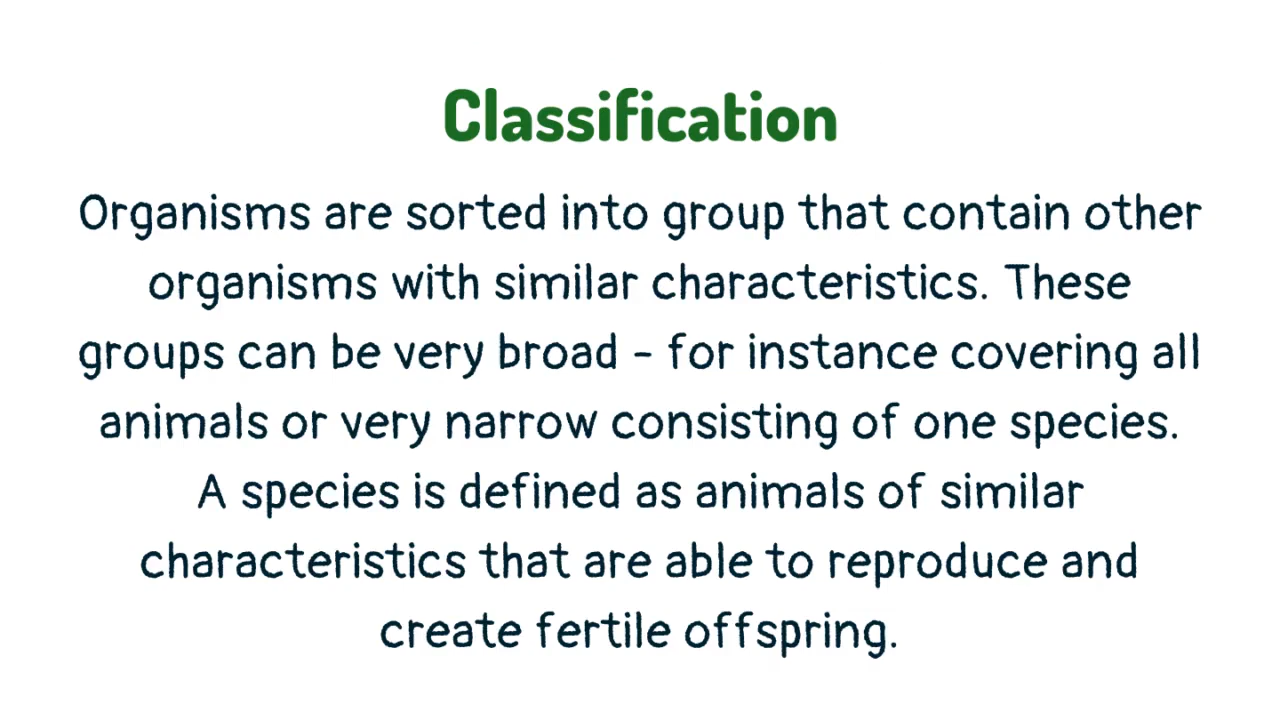 Classification
Organisms are sorted into group that contain other
organisms with similar characteristics. These
groups can be very broad - for instance covering all
animals or very narrow consisting of one species.
A species is defined as animals of similar
characteristics that are able to reproduce and
create fertile offspring.